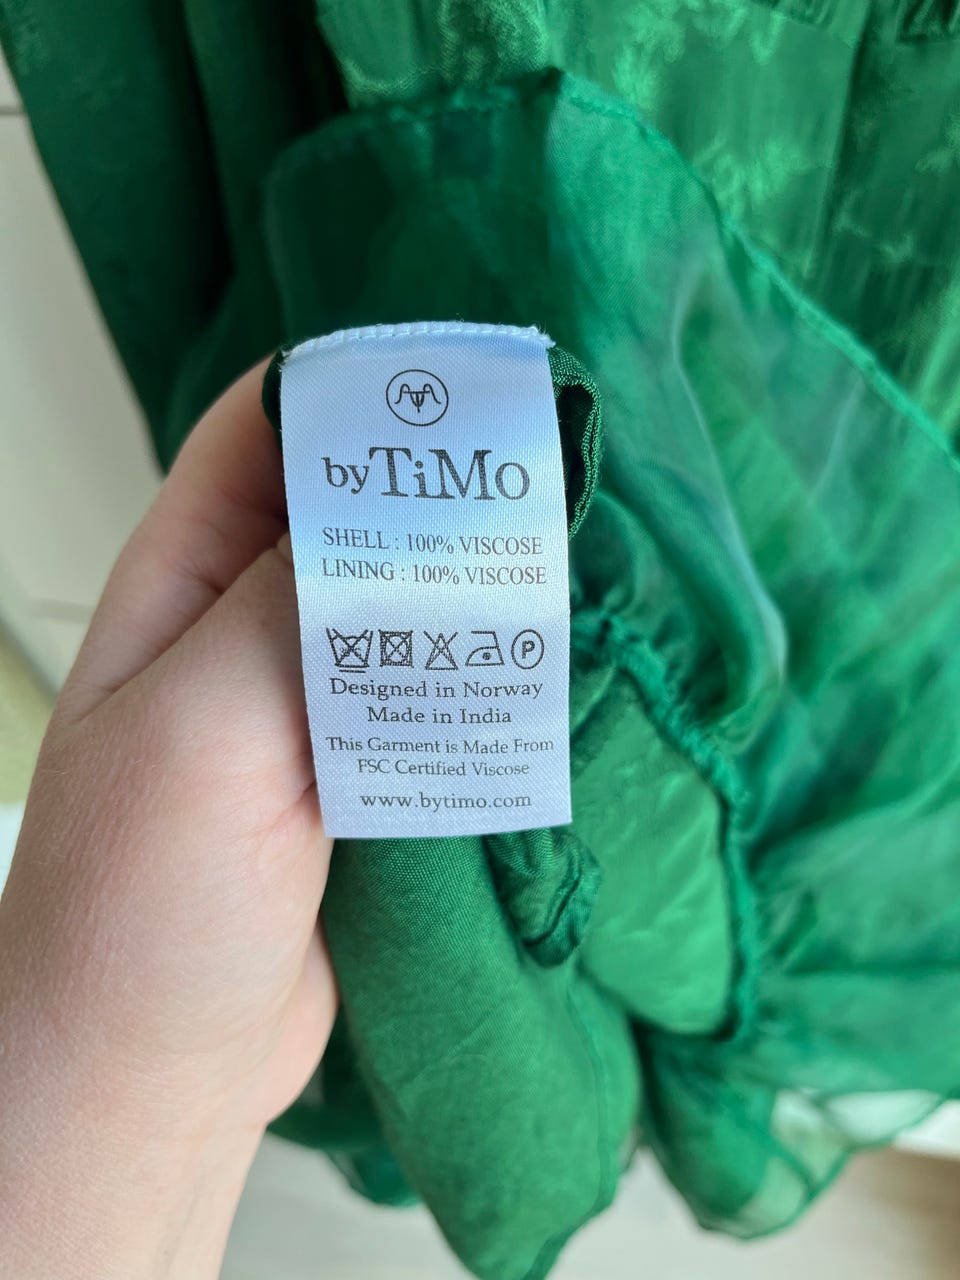 byTiMo
SHELL : 100% VISCOSE
LINING : 100% VISCOSE
P
Designed in Norway
Made in India
This Garment is Made From
FSC Certified Viscose
www.bytimo.com